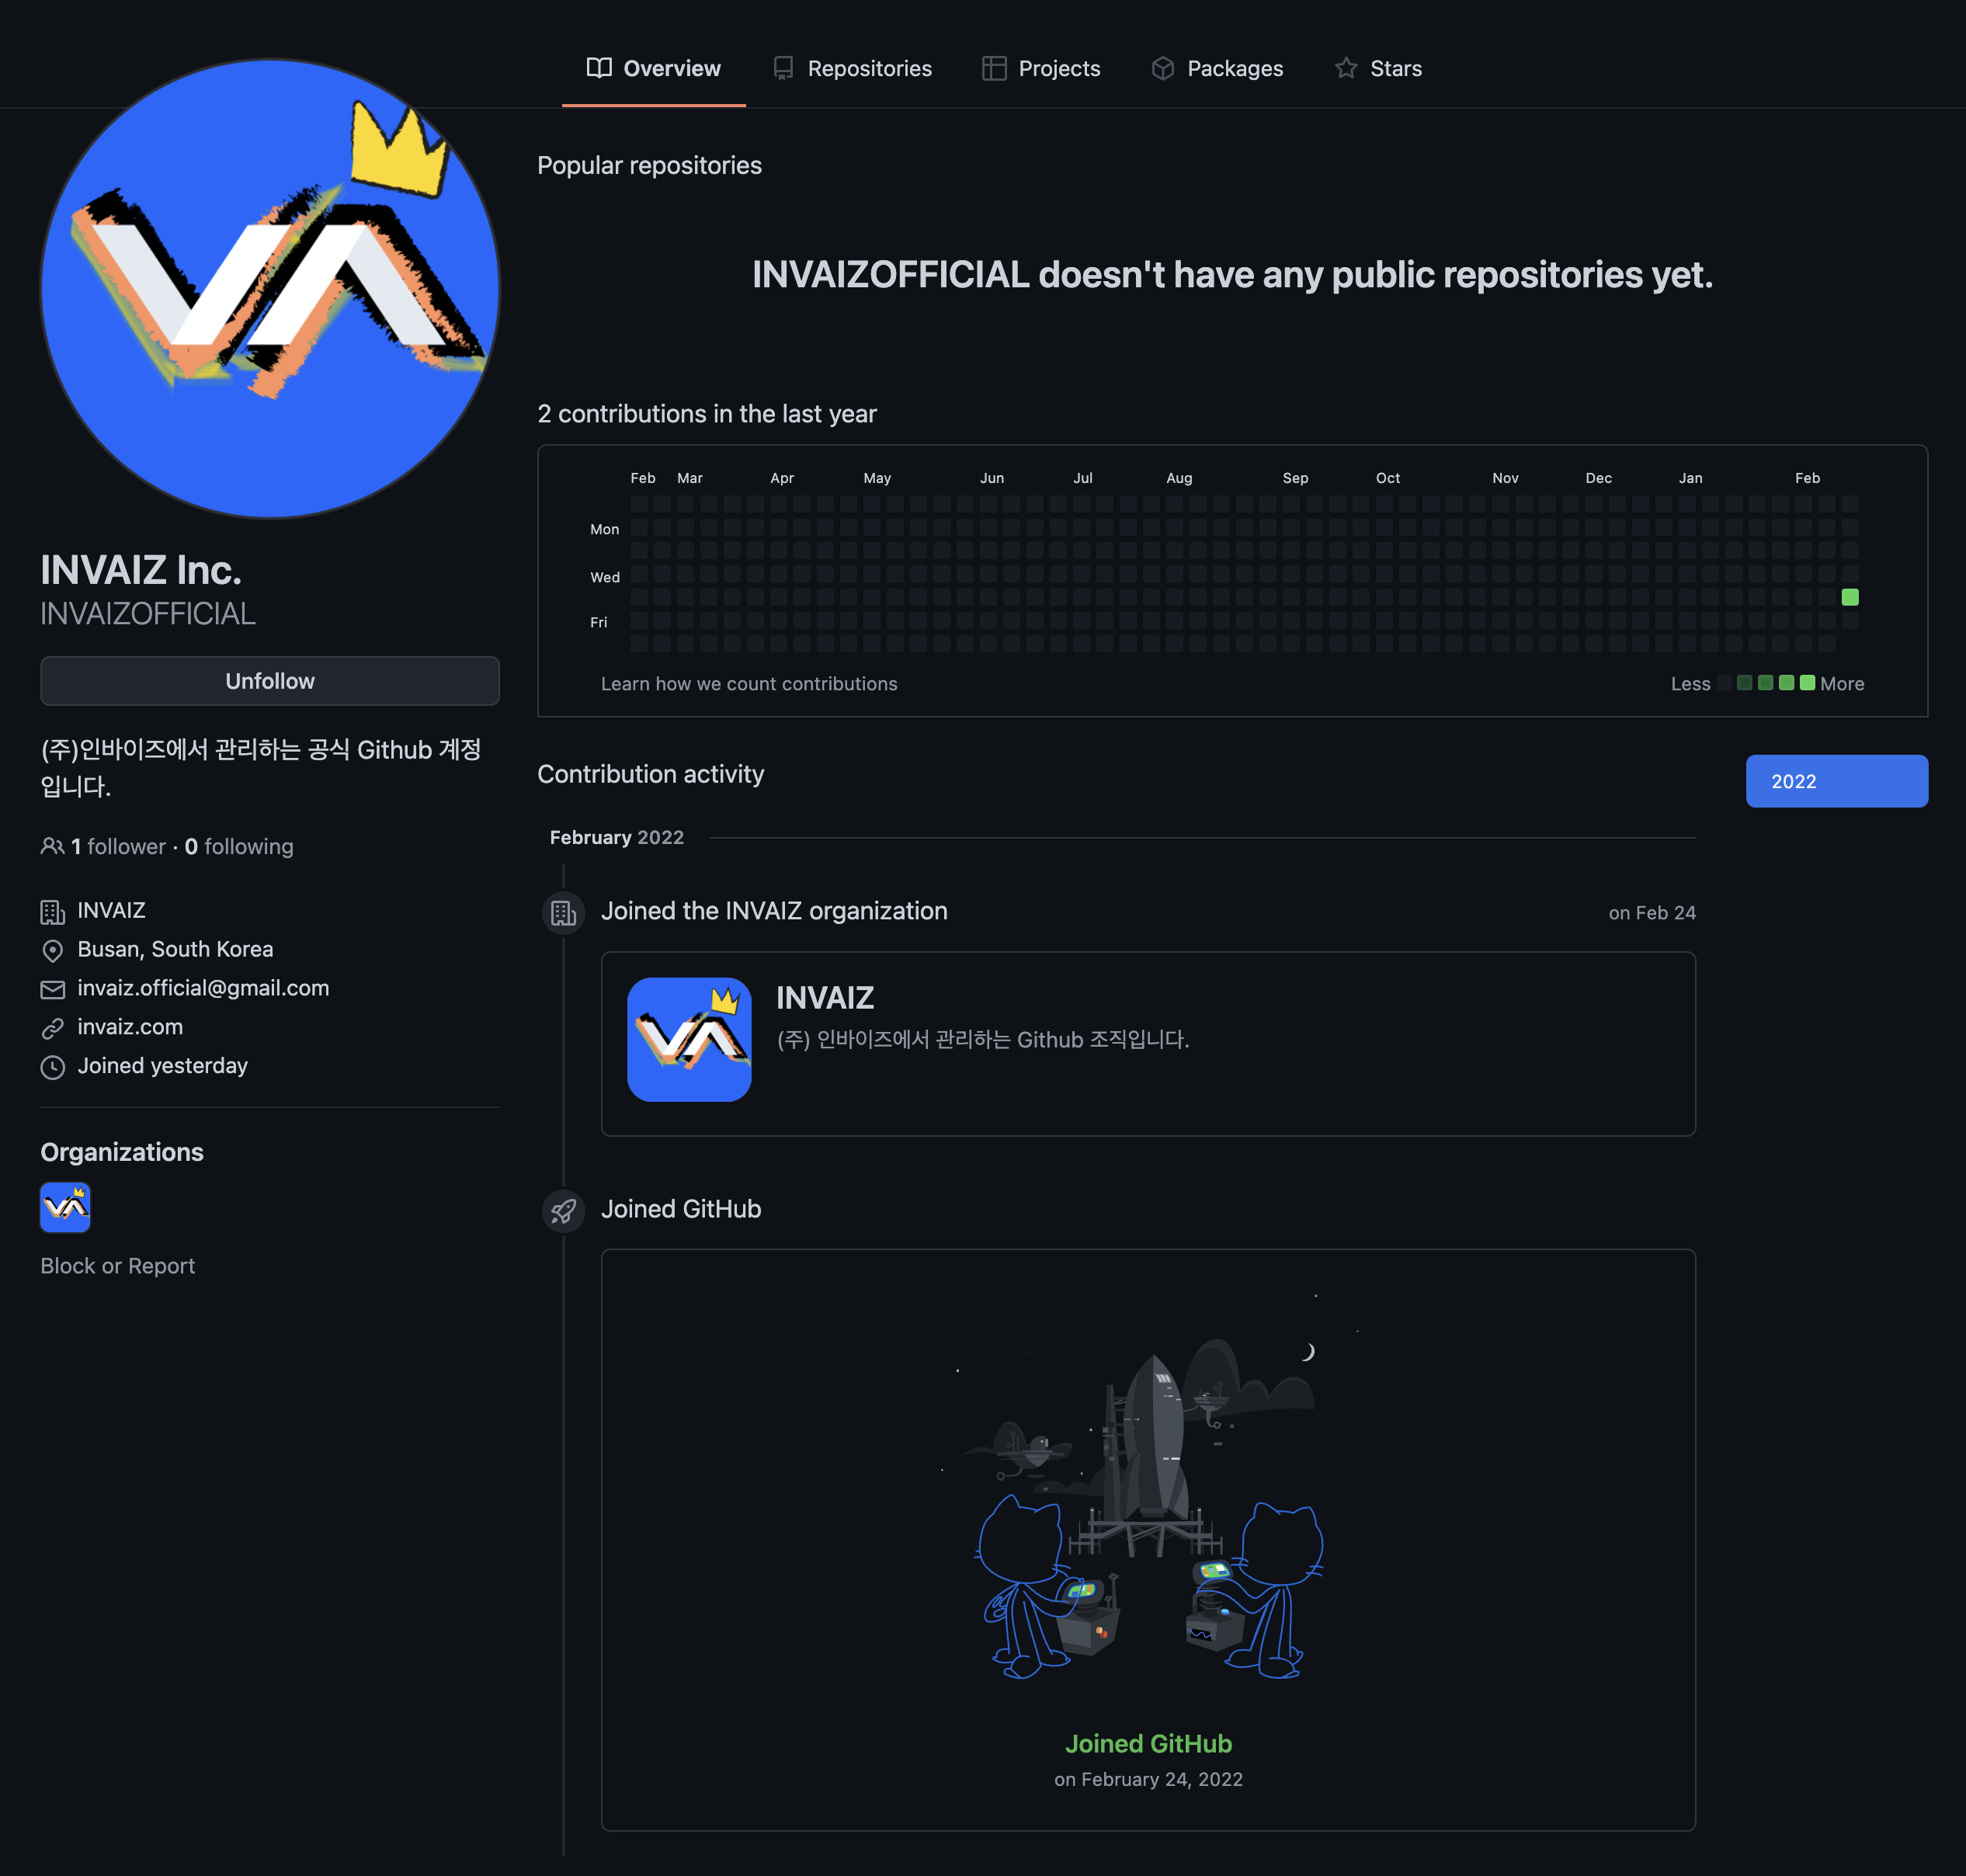 Overview Repositories Projects Packages Stars
INVAIZ Inc.
INVAIZOFFICIAL
Unfollow
(주)인바이즈에서 관리하는 공식 Github 계정
입니다.
1 follower · 0 following
INVAIZ
Busan, South Korea
invaiz.official@gmail.com
invaiz.com
Joined yesterday
Organizations
Block or Report
Popular repositories
INVAIZOFFICIAL doesn't have any public repositories yet.
2 contributions in the last year
Feb Mar Apr May Jun Jul Aug Sep Oct Nov Dec Jan Feb
Mon
Wed
Fri
Learn how we count contributions
Less More
Contribution activity
2022
February 2022
Joined the INVAIZ organization
on Feb 24
INVAIZ
(주) 인바이즈에서 관리하는 Github 조직입니다.
Joined GitHub
Joined GitHub
on February 24, 2022